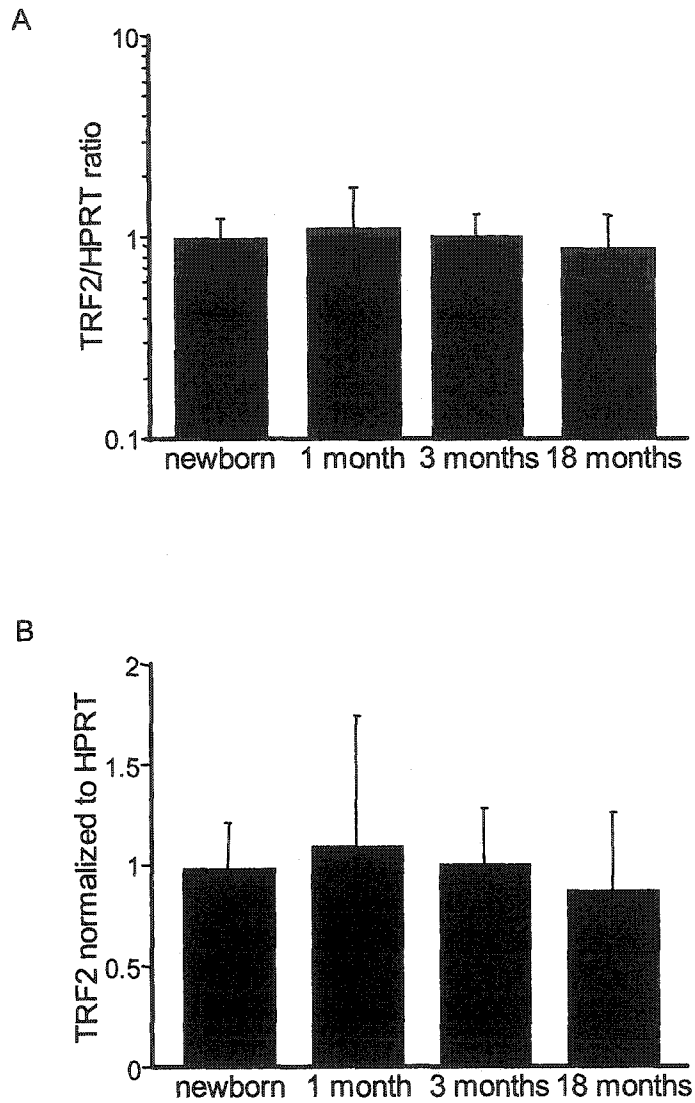 A
10
1
0.1
TRF2/HPRT ratio
newborn 1 month 3 months 18 months
B
2
1.5
1
0.5
0
TRF2 normalized to HPRT
newborn 1 month 3 months 18 months